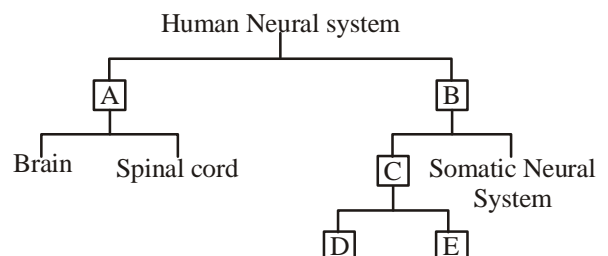 Human Neural system
A
B
Brain
Spinal cord
C
Somatic Neural
System
D
E